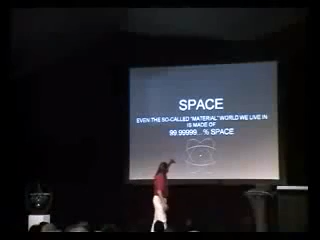 SPACE
EVEN THE SO-CALLED "MATERIAL" WORLD WE LIVE IN
IS MADE OF
99.99999... % SPACE